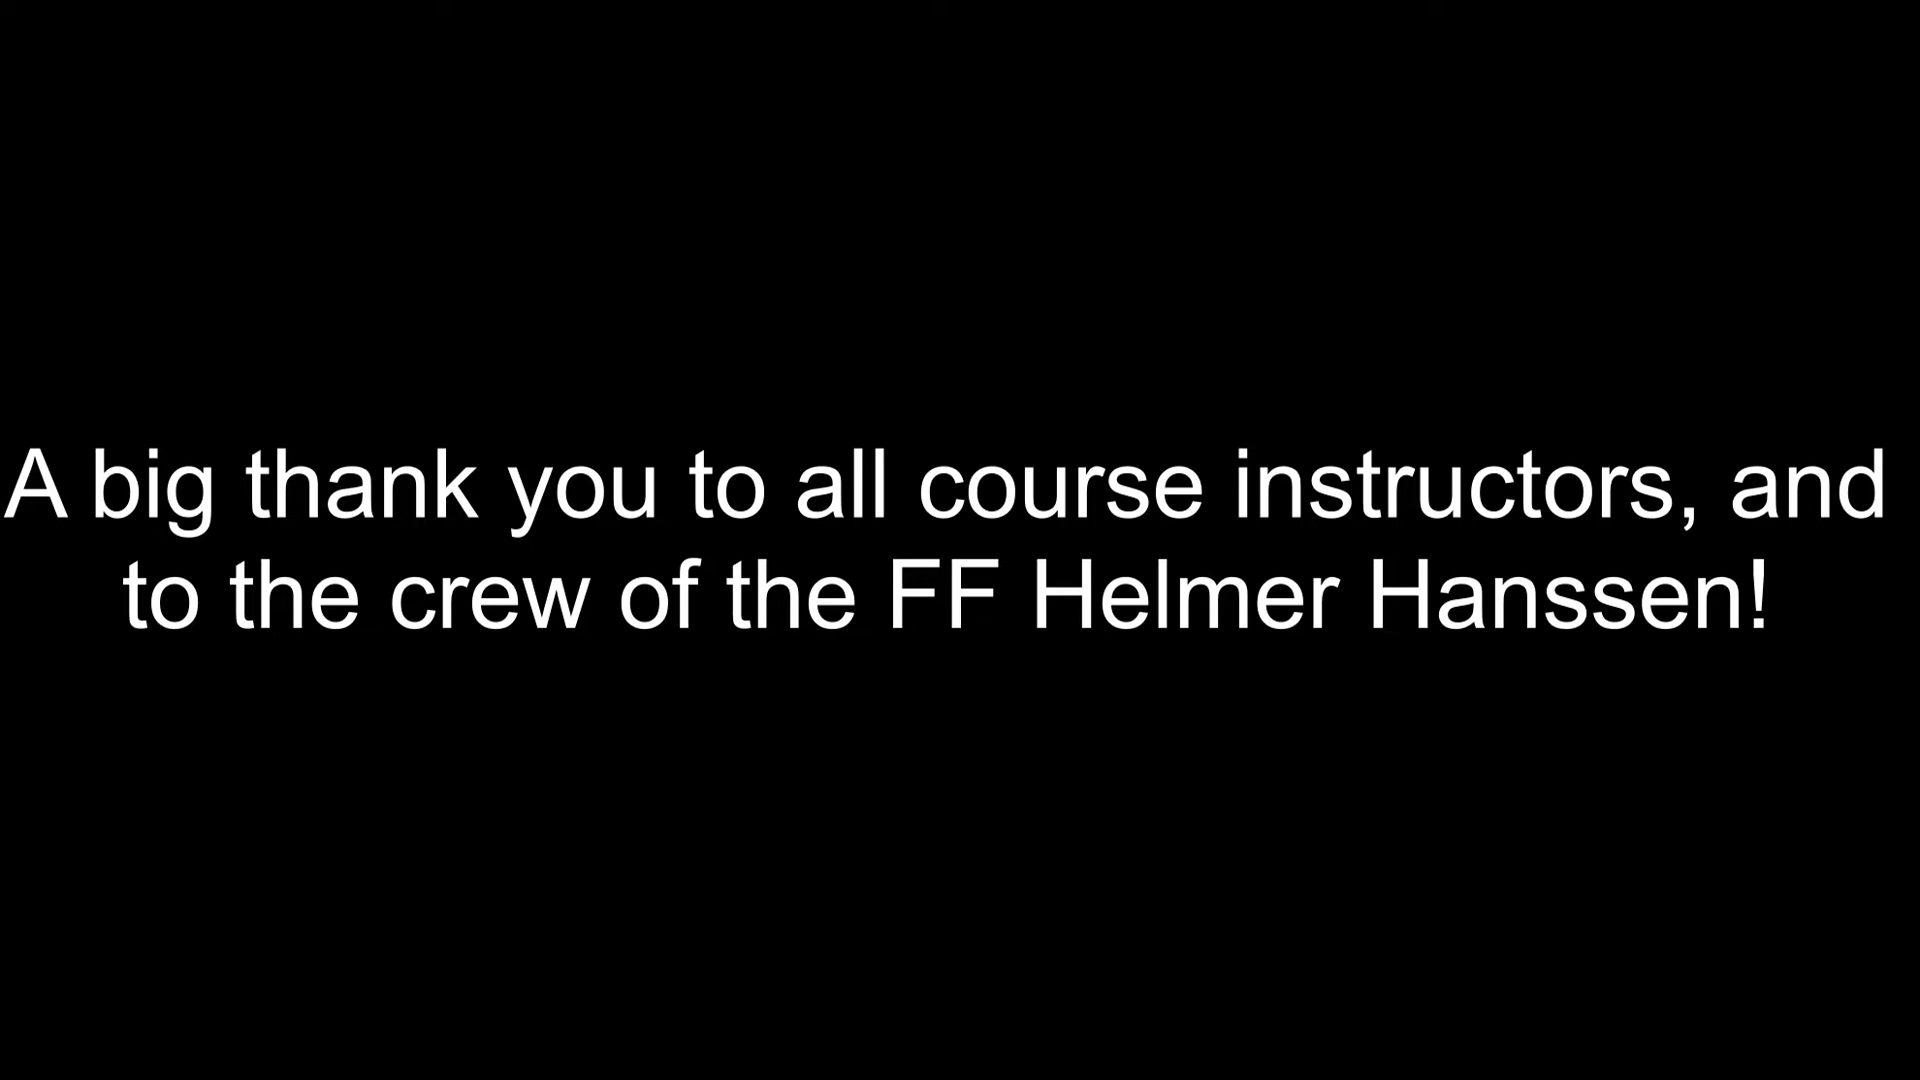 A big thank you to all course instructors, and
to the crew of the FF Helmer Hanssen!